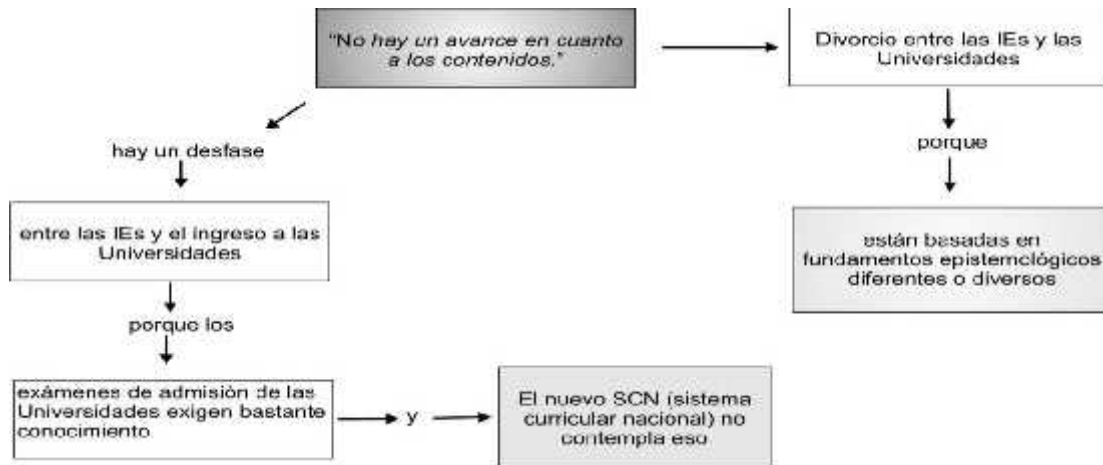 "No hay un avance en cuanto
a los contenidos."
Divorcio entre las IEs y las
Universidades
hay un desfase
porque
entre las IEs y el ingreso a las
Universidades
están basadas en
fundamentos epistemclógicos
diferentes o diversos
porque los
exámenes de admisiòn de las
Universidades exigen bastante
conocimiento
y
El nuevo SCN (sistema
curricular nacional) no
contempla eso